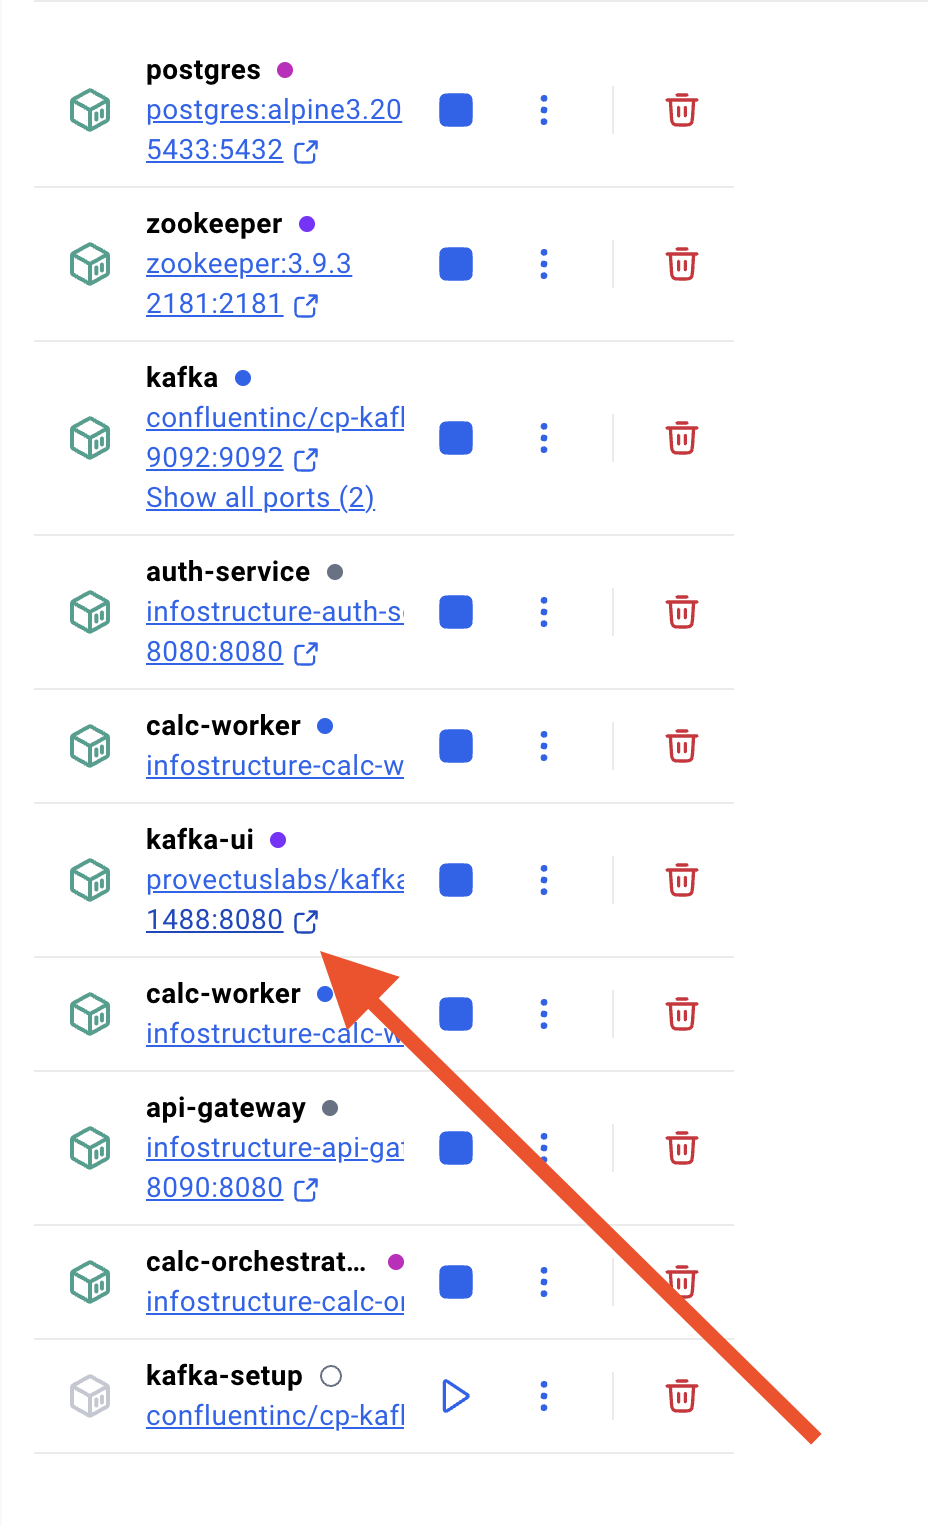 postgres
postgres:alpine3.20
5433:5432
zookeeper
zookeeper:3.9.3
2181:2181
kafka
confluentinc/cp-kafl
9092:9092
Show all ports (2)
auth-service
infostructure-auth-s
8080:8080
calc-worker
infostructure-calc-w
kafka-ui
provectuslabs/kafka
1488:8080
calc-worker
infostructure-calc-w
api-gateway
infostructure-api-gat
8090:8080
calc-orchestrat...
infostructure-calc-or
kafka-setup
confluentinc/cp-kafl